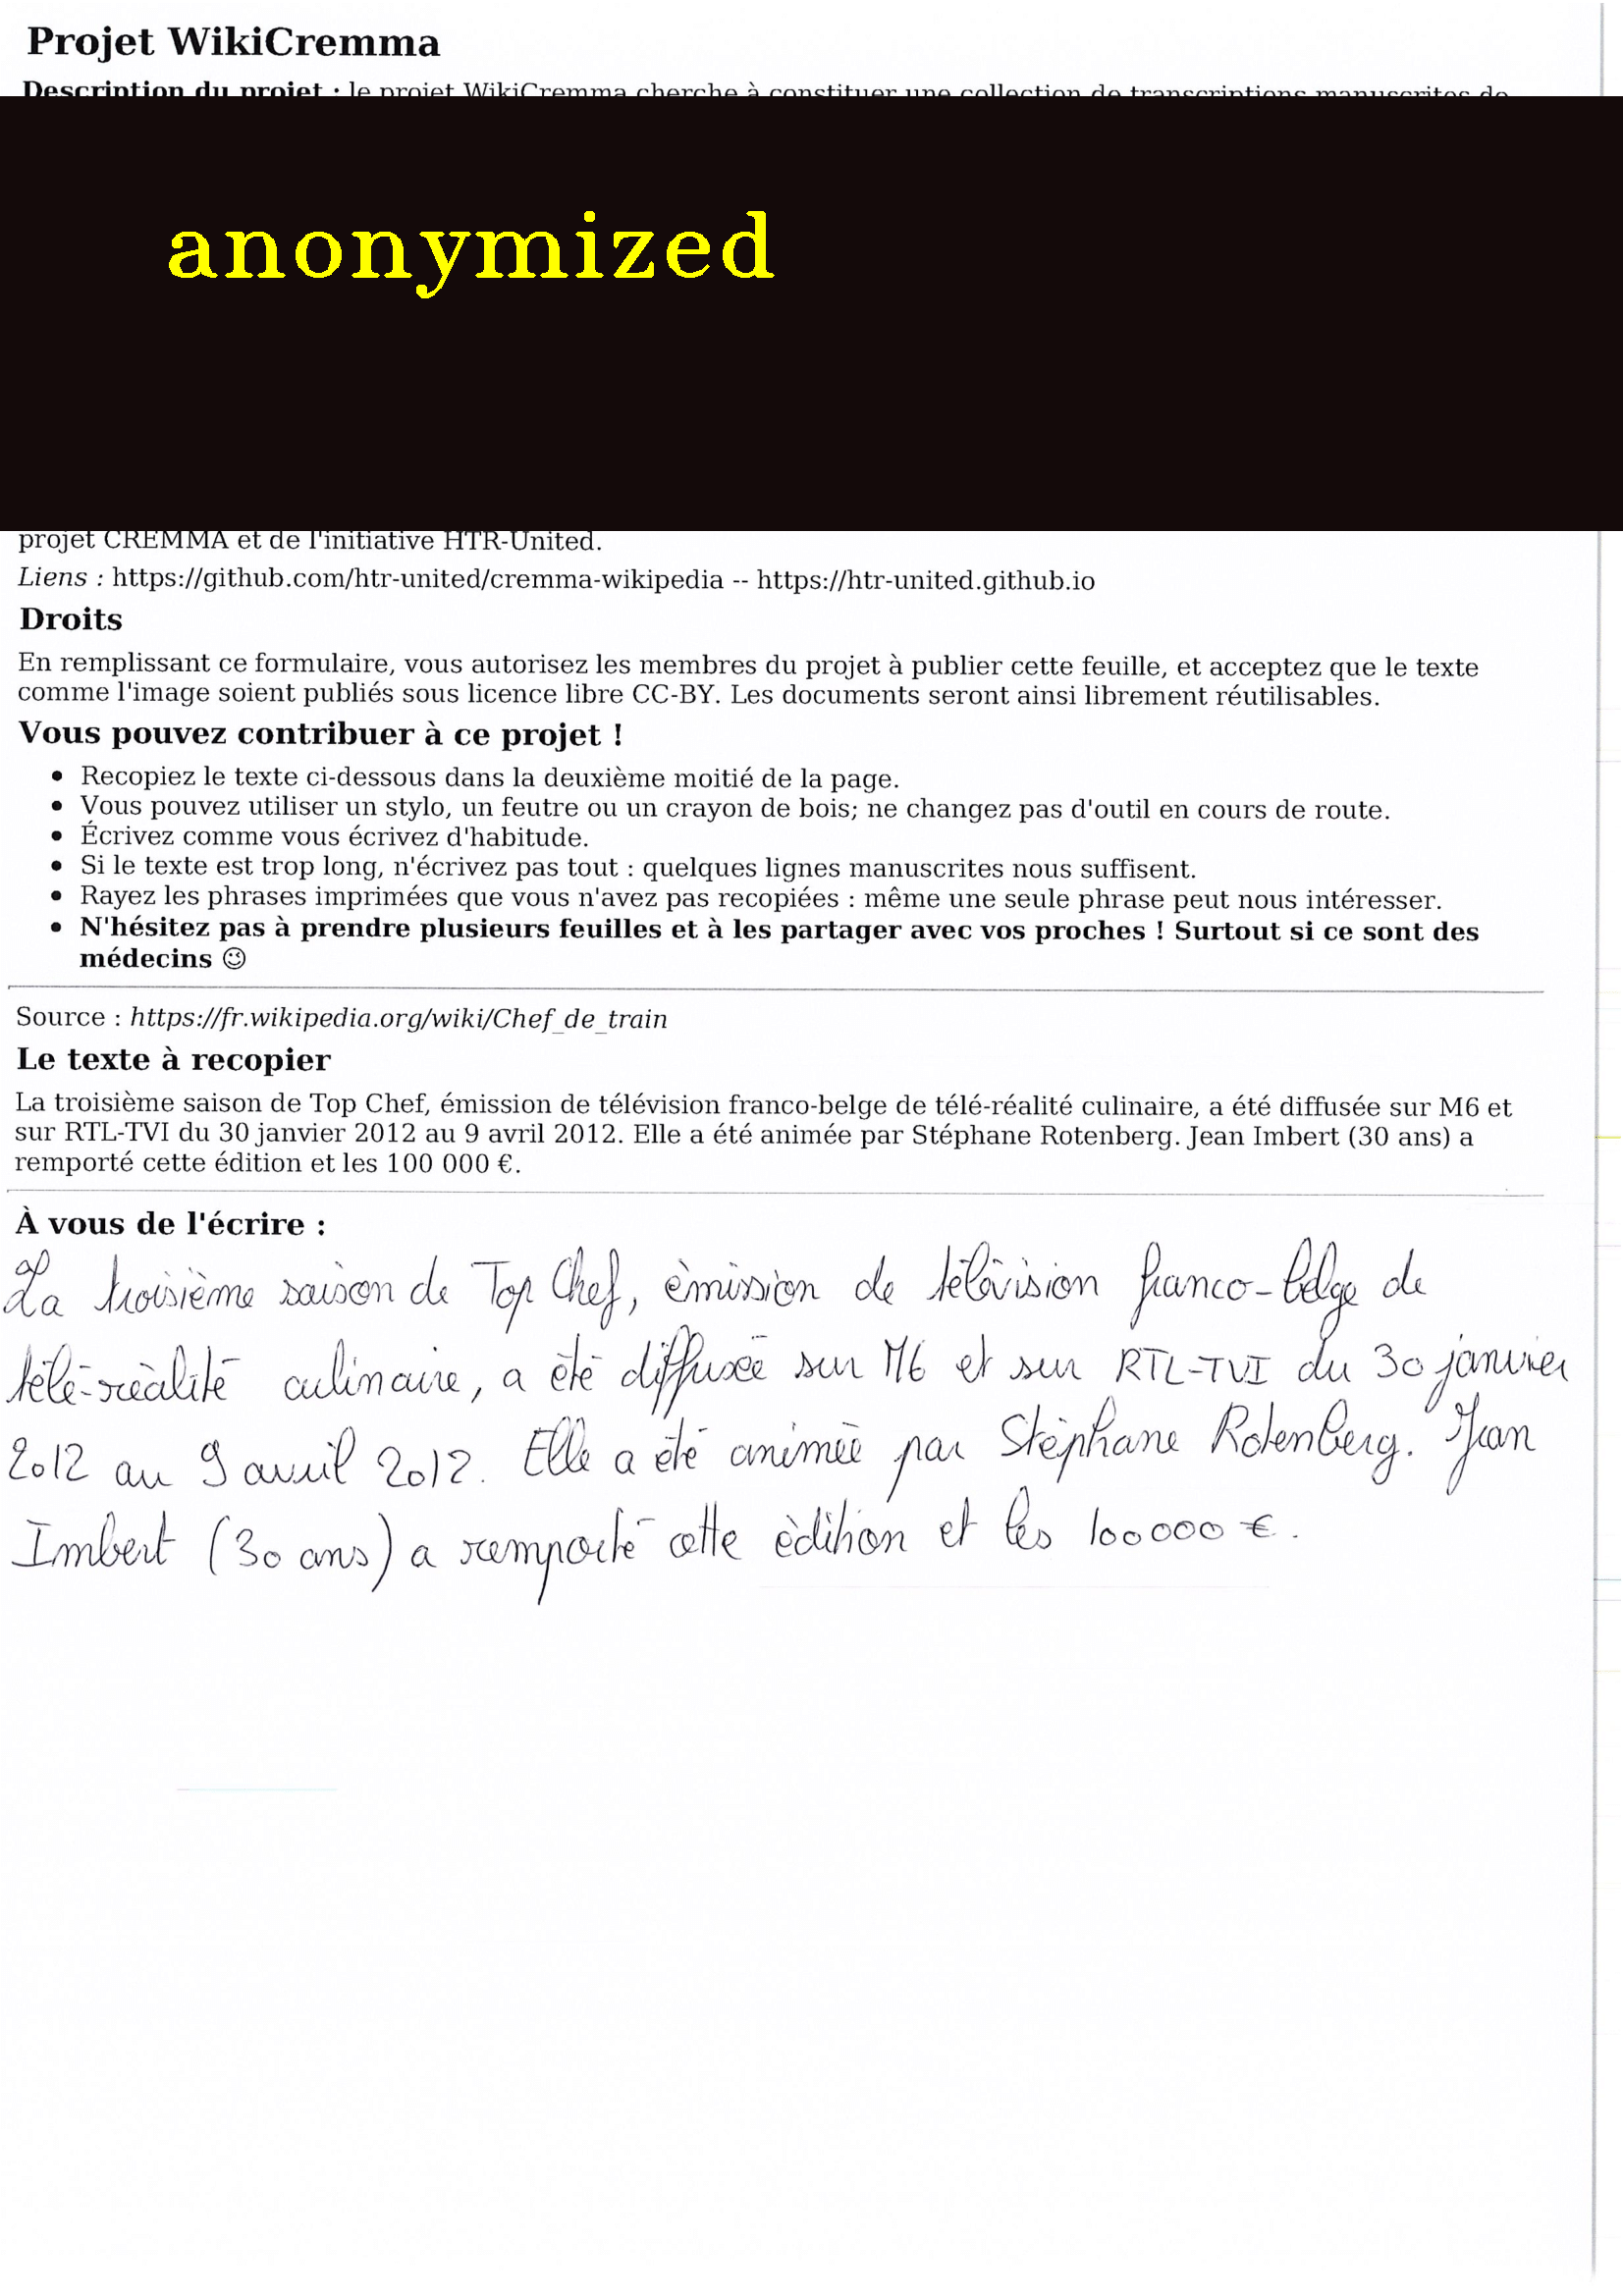 Projet WikiCremma
Description du projet : le projet WikiCremma cherche à constituer une collection de transcriptions manuscrites de
anonymized
projet CREMMA et de l'initiative HTR-United.
Liens : https://github.com/htr-united/cremma-wikipedia -- https://htr-united.github.io
Droits
En remplissant ce formulaire, vous autorisez les membres du projet à publier cette feuille, et acceptez que le texte
comme l'image soient publiés sous licence libre CC-BY. Les documents seront ainsi librement réutilisables.
Vous pouvez contribuer à ce projet !
• Recopiez le texte ci-dessous dans la deuxième moitié de la page.
• Vous pouvez utiliser un stylo, un feutre ou un crayon de bois; ne changez pas d'outil en cours de route.
• Écrivez comme vous écrivez d'habitude.
• Si le texte est trop long, n'écrivez pas tout : quelques lignes manuscrites nous suffisent.
• Rayez les phrases imprimées que vous n'avez pas recopiées : même une seule phrase peut nous intéresser.
• N'hésitez pas à prendre plusieurs feuilles et à les partager avec vos proches ! Surtout si ce sont des
médecins 😉
Source : https://fr.wikipedia.org/wiki/Chef_de_train
Le texte à recopier
La troisième saison de Top Chef, émission de télévision franco-belge de télé-réalité culinaire, a été diffusée sur M6 et
sur RTL-TVI du 30 janvier 2012 au 9 avril 2012. Elle a été animée par Stéphane Rotenberg. Jean Imbert (30 ans) a
remporté cette édition et les 100 000 €.
À vous de l'écrire :
La troisième saison de Top Chef, émission de télévision franco-belge de
télé-réalité culinaire, a été diffusée sur M6 et sur RTL-TVI du 30 janvier
2012 au 9 avril 2012. Elle a été animée par Stéphane Rotenberg. Jean
Imbert (30 ans) a remporté cette édition et les 100000 €.